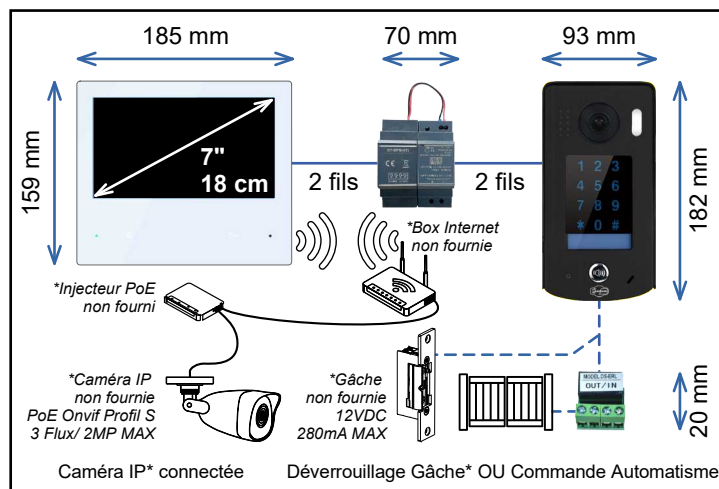 185 mm
70 mm
93 mm
159 mm
7"
18 cm
2 fils
2 fils
1 2 3
4 5 6
7 8 9
* 0 #
182 mm
*Box Internet
non fournie
*Injecteur PoE
non fourni
*Caméra IP
non fournie
PoE Onvif Profil S
3 Flux/ 2MP MAX
*Gâche
non fournie
12VDC
280mA MAX
OUT/IN
20 mm
Caméra IP* connectée
Déverrouillage Gâche* OU Commande Automatisme